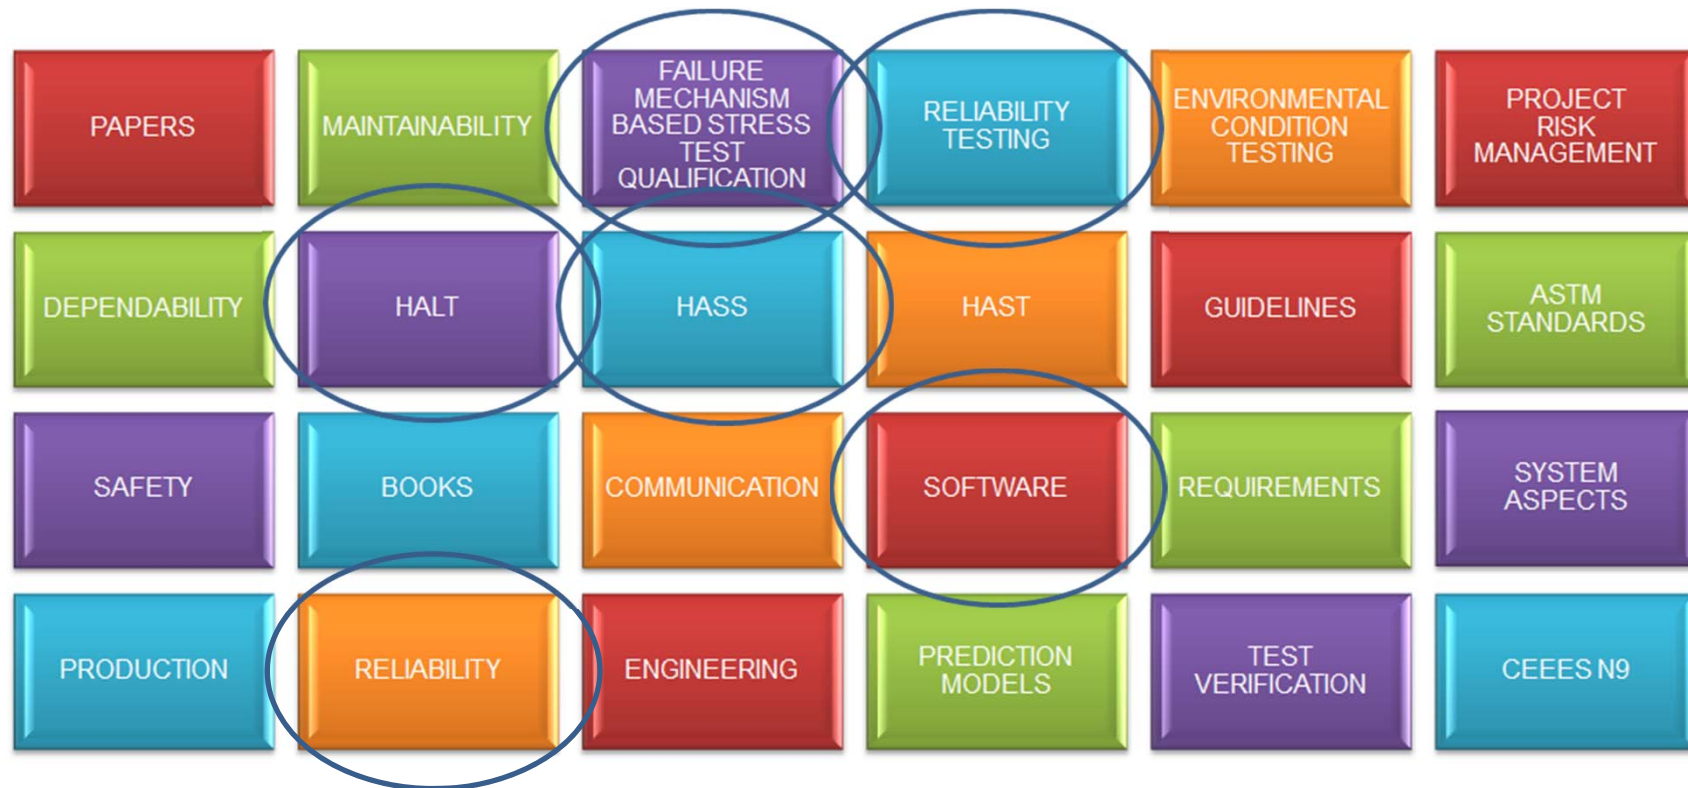 PAPERS
MAINTAINABILITY
FAILURE
MECHANISM
BASED STRESS
TEST
QUALIFICATION
RELIABILITY
TESTING
ENVIRONMENTAL
CONDITION
TESTING
PROJECT
RISK
MANAGEMENT
DEPENDABILITY
HALT
HASS
HAST
GUIDELINES
ASTM
STANDARDS
SAFETY
BOOKS
COMMUNICATION
SOFTWARE
REQUIREMENTS
SYSTEM
ASPECTS
PRODUCTION
RELIABILITY
ENGINEERING
PREDICTION
MODELS
TEST
VERIFICATION
CEEES N9